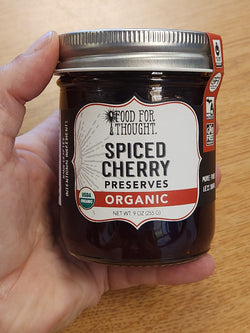 FOOD FOR
THOUGHT.
SPICED
CHERRY
PRESERVES
ORGANIC
USDA
ORGANIC
NET WT. 9 OZ (255 G)